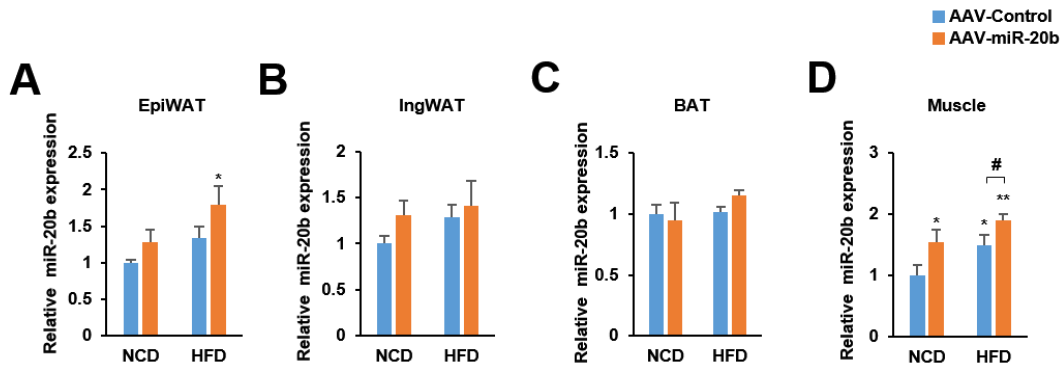 AAV-Control
AAV-miR-20b
A
EpiWAT
Relative miR-20b expression
2.5
2
1.5
1
0.5
0
*
NCD HFD
B
IngWAT
Relative miR-20b expression
2
1.5
1
0.5
0
NCD HFD
C
BAT
Relative miR-20b expression
1.5
1
0.5
0
NCD HFD
D
Muscle
Relative miR-20b expression
3
2
1
0
#
* * **
NCD HFD